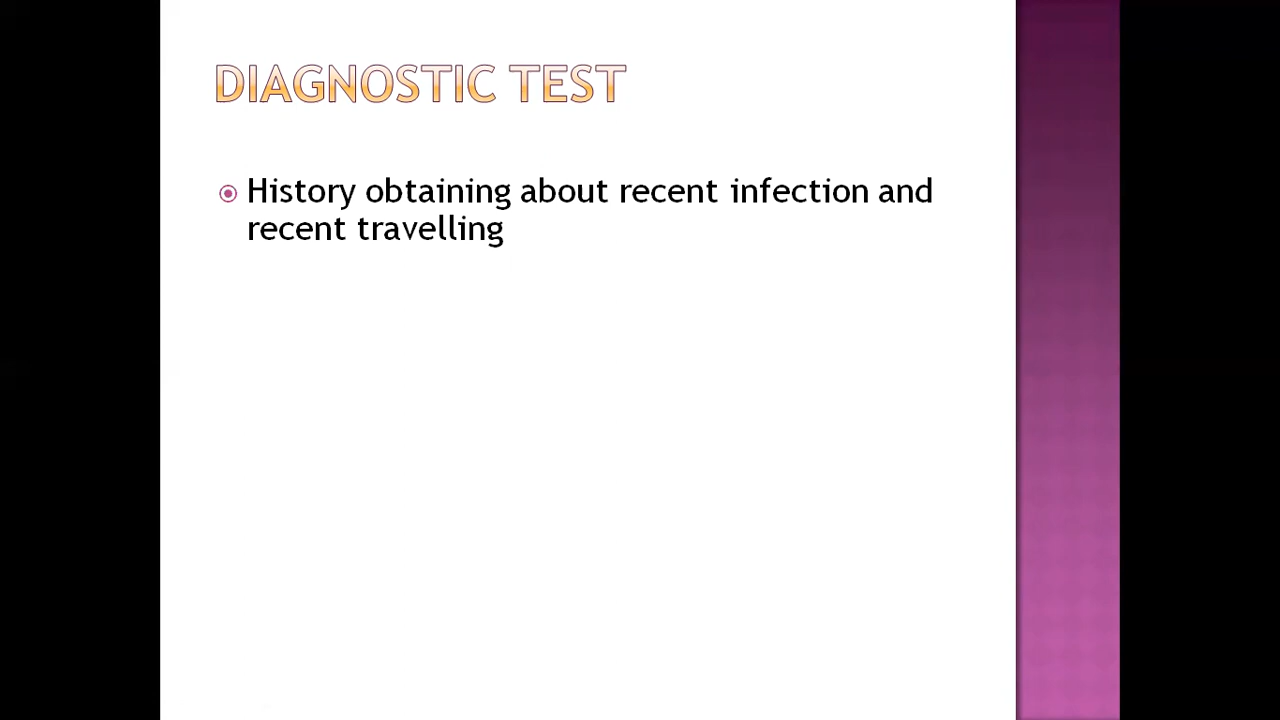 DIAGNOSTIC TEST
History obtaining about recent infection and
recent travelling